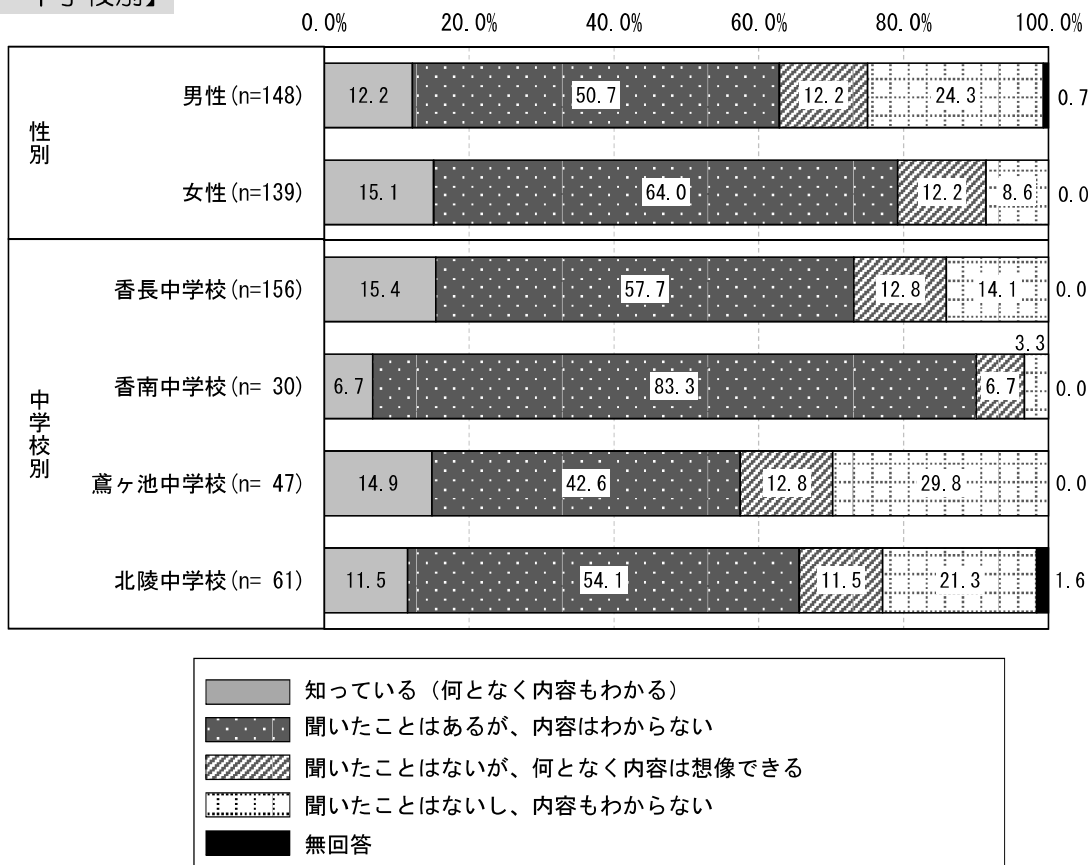 中学校別】
0.0% 20.0% 40.0% 60.0% 80.0% 100.0%
性別
男性(n=148) 12.2 50.7 12.2 24.3 0.7
女性(n=139) 15.1 64.0 12.2 8.6 0.0
中学校別
香長中学校(n=156) 15.4 57.7 12.8 14.1 0.0
3.3
香南中学校(n= 30) 6.7 83.3 6.7 0.0
鳶ヶ池中学校(n= 47) 14.9 42.6 12.8 29.8 0.0
北陵中学校(n= 61) 11.5 54.1 11.5 21.3 1.6
知っている（何となく内容もわかる）
聞いたことはあるが、内容はわからない
聞いたことはないが、何となく内容は想像できる
聞いたことはないし、内容もわからない
無回答